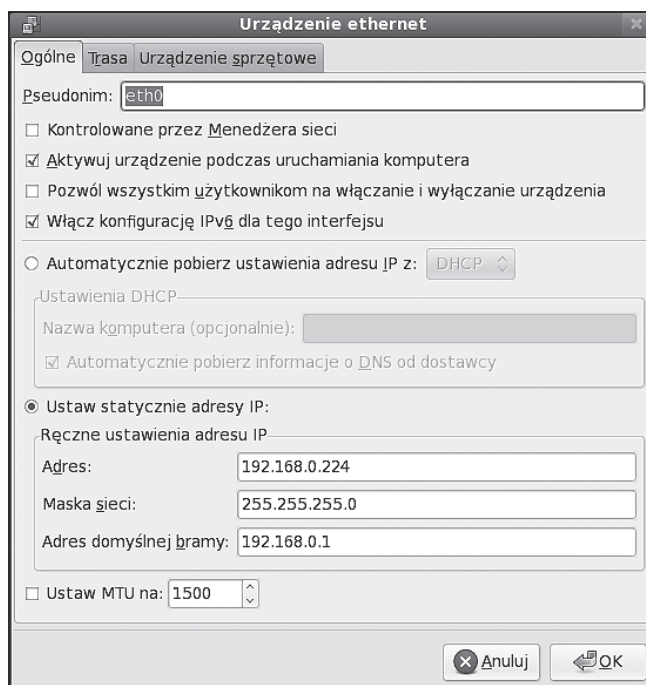 Urządzenie ethernet
Ogólne Trasa Urządzenie sprzętowe
Pseudonim: eth0
Kontrolowane przez Menedżera sieci
Aktywuj urządzenie podczas uruchamiania komputera
Pozwól wszystkim użytkownikom na włączanie i wyłączanie urządzenia
Włącz konfigurację IPv6 dla tego interfejsu
Automatycznie pobierz ustawienia adresu IP z: DHCP
Ustawienia DHCP
Nazwa komputera (opcjonalnie):
Automatycznie pobierz informacje o DNS od dostawcy
Ustaw statycznie adresy IP:
Ręczne ustawienia adresu IP
Adres: 192.168.0.224
Maska sieci: 255.255.255.0
Adres domyślnej bramy: 192.168.0.1
Ustaw MTU na: 1500
Anuluj OK